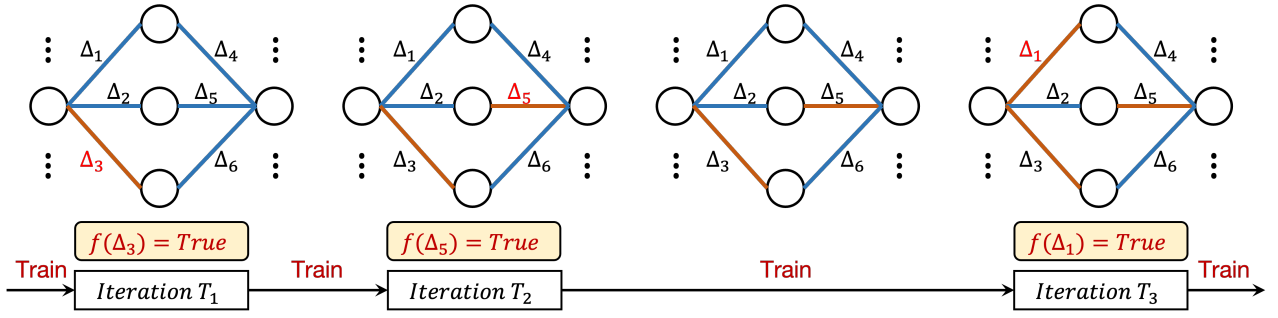 Δ1 Δ4 Δ1 Δ4 Δ1 Δ4 Δ1 Δ4
Δ2 Δ5 Δ2 Δ5 Δ2 Δ5 Δ2 Δ5
Δ3 Δ6 Δ3 Δ6 Δ3 Δ6 Δ3 Δ6
f(Δ3) = True f(Δ5) = True f(Δ1) = True
Train Train Train Train
Iteration T1 Iteration T2 Iteration T3